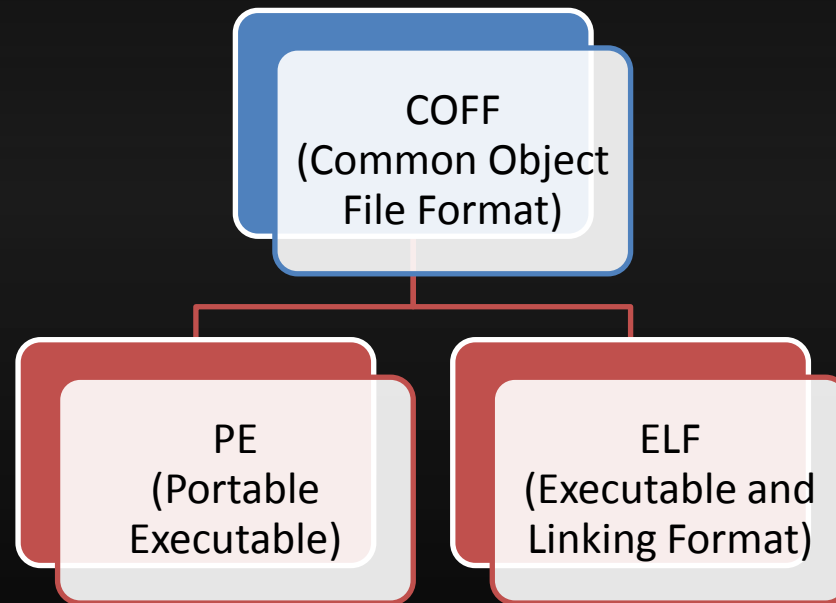 COFF
(Common Object
File Format)
PE
(Portable
Executable)
ELF
(Executable and
Linking Format)